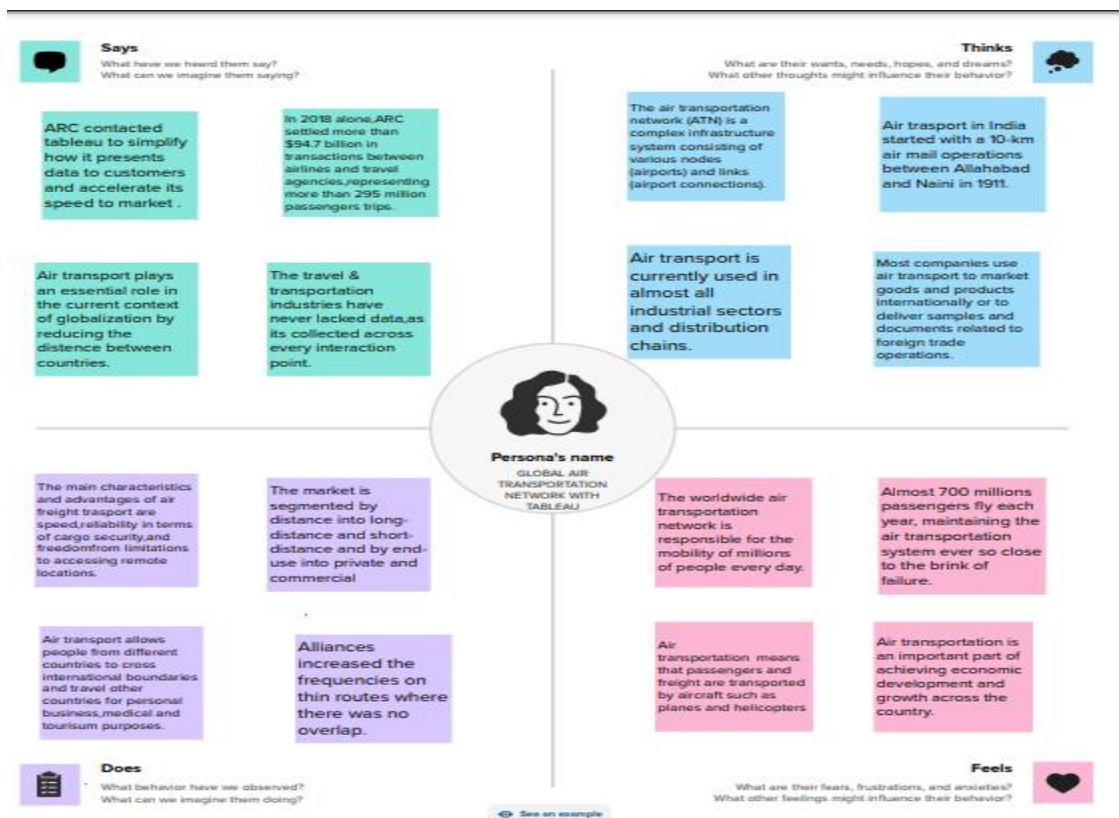 Says
What have we heard them say?
What can we imagine them saying?
ARC contacted
tableau to simplify
how it presents
data to customers
and accelerate its
speed to market .
In 2018 alone,ARC
settled more than
$94.7 billion in
transactions between
airlines and travel
agencies,representing
more than 295 million
passengers trips.
Air transport plays
an essential role in
the current context
of globalization by
reducing the
distence between
countries.
The travel &
transportation
industries have
never lacked data,as
its collected across
every interaction
point.
Thinks
What are their wants, needs, hopes, and dreams?
What other thoughts might influence their behavior?
The air transportation
network (ATN) is a
complex infrastructure
system consisting of
various nodes
(airports) and links
(airport connections).
Air trasport in India
started with a 10-km
air mail operations
between Allahabad
and Naini in 1911.
Air transport is
currently used in
almost all
industrial sectors
and distribution
chains.
Most companies use
air transport to market
goods and products
internationally or to
deliver samples and
documents related to
foreign trade
operations.
Persona's name
GLOBAL AIR
TRANSPORTATION
NETWORK WITH
TABLEAU
The main characteristics
and advantages of air
freight trasport are
speed,reliability in terms
of cargo security,and
freedomfrom limitations
to accessing remote
locations.
The market is
segmented by
distance into long-
distance and short-
distance and by end-
use into private and
commercial
Air transport allows
people from different
countries to cross
international boundaries
and travel other
countries for personal
business,medical and
tourisum purposes.
Alliances
increased the
frequencies on
thin routes where
there was no
overlap.
Does
What behavior have we observed?
What can we imagine them doing?
The worldwide air
transportation
network is
responsible for the
mobility of millions
of people every day.
Almost 700 millions
passengers fly each
year, maintaining the
air transportation
system ever so close
to the brink of
failure.
Air
transportation means
that passengers and
freight are transported
by aircraft such as
planes and helicopters
Air transportation is
an important part of
achieving economic
development and
growth across the
country.
Feels
What are their fears, frustrations, and anxieties?
What other feelings might influence their behavior?
See an example